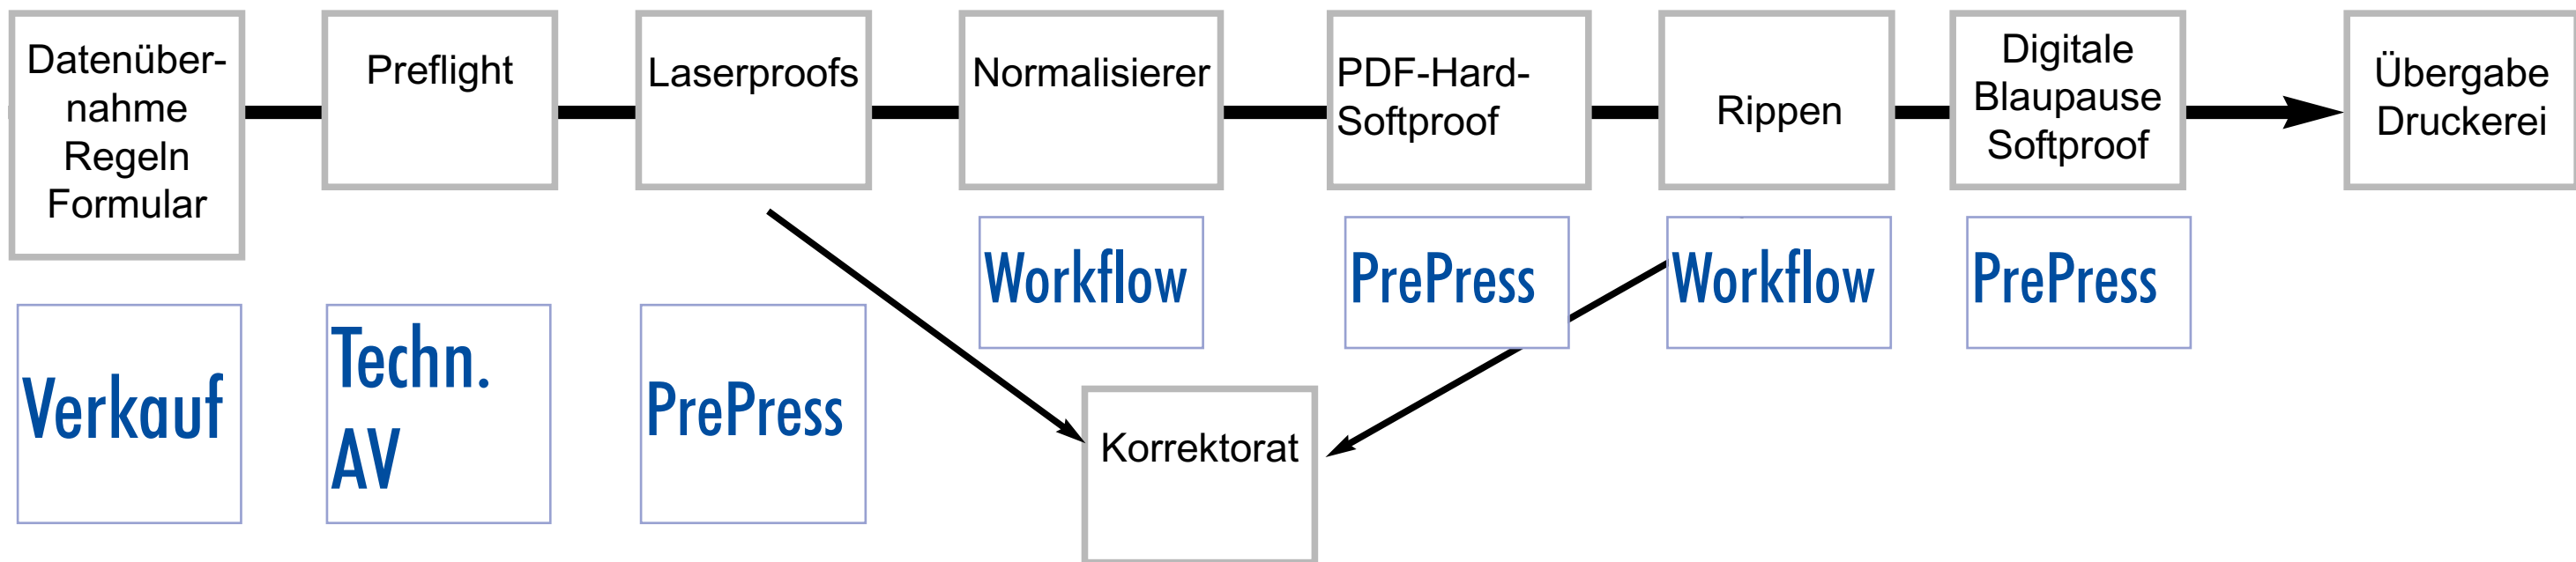 Datenüber-
nahme
Regeln
Formular
Preflight
Laserproofs
Normalisierer
PDF-Hard-
Softproof
Rippen
Digitale
Blaupause
Softproof
Übergabe
Druckerei
Verkauf
Techn.
AV
PrePress
Workflow
PrePress
Workflow
PrePress
Korrektorat